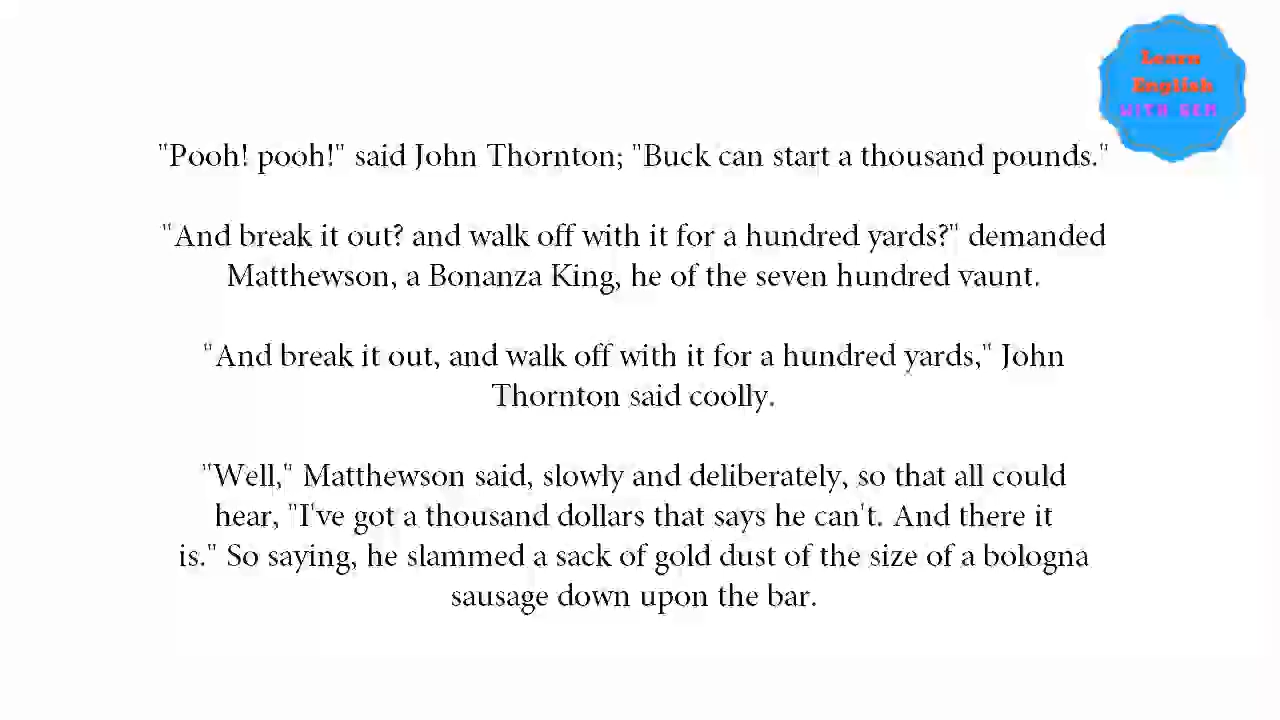 Learn
English
WITH GEM
"Pooh! pooh!" said John Thornton; "Buck can start a thousand pounds."
"And break it out? and walk off with it for a hundred yards?" demanded
Matthewson, a Bonanza King, he of the seven hundred vaunt.
"And break it out, and walk off with it for a hundred yards," John
Thornton said coolly.
"Well," Matthewson said, slowly and deliberately, so that all could
hear, "I've got a thousand dollars that says he can't. And there it
is." So saying, he slammed a sack of gold dust of the size of a bologna
sausage down upon the bar.